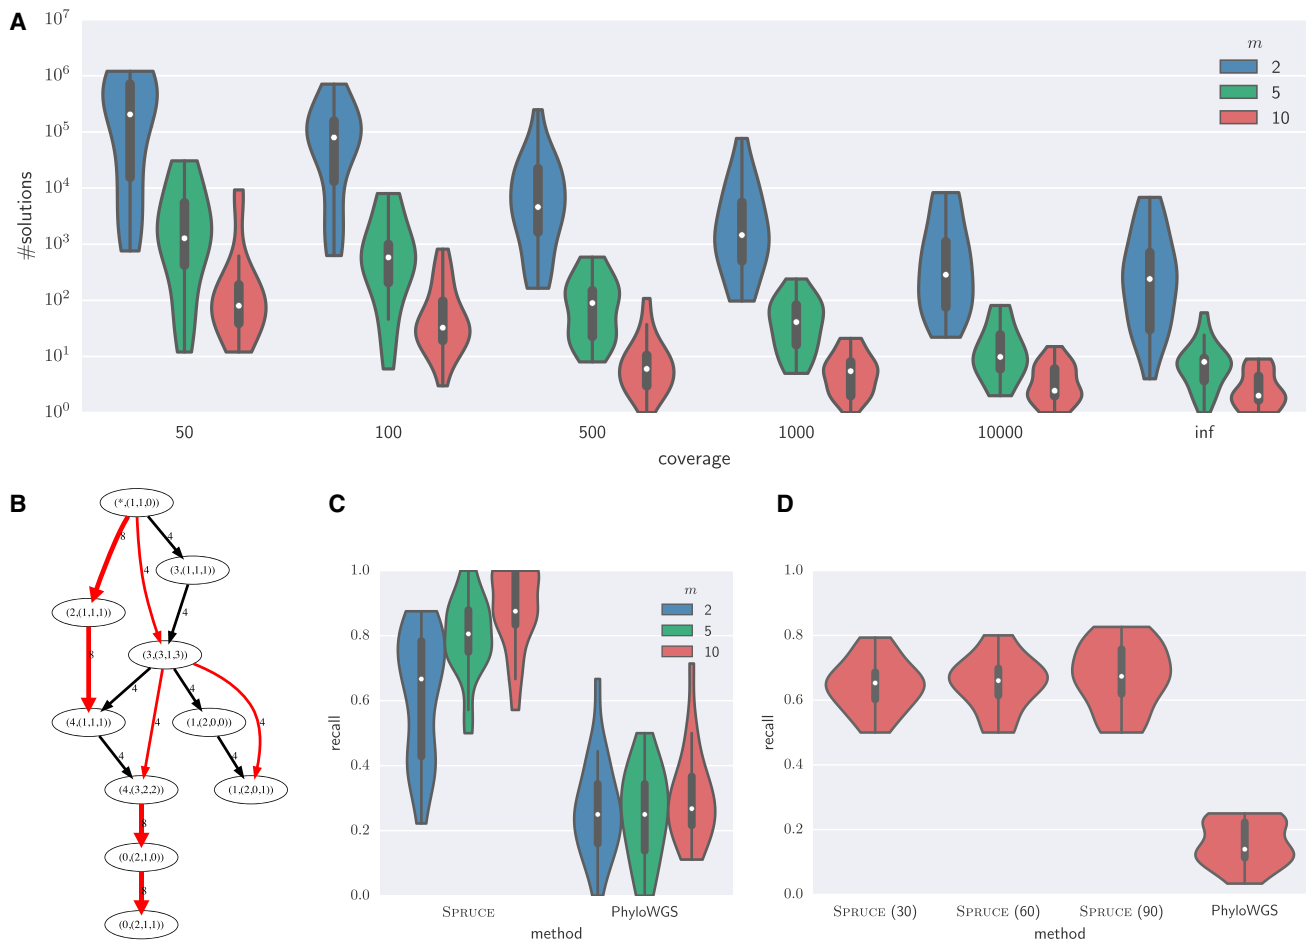 A
10^7
10^6
10^5
10^4
10^3
10^2
10^1
10^0
#solutions
m
2
5
10
50
100
500
1000
10000
inf
coverage
B
(*,(1,1,0))
8
4
4
(3,(1,1,1))
(2,(1,1,1))
4
8
(3,(3,1,3))
4
4
4
4
(4,(1,1,1))
(1,(2,0,0))
4
4
(4,(3,2,2))
(1,(2,0,1))
8
(0,(2,1,0))
8
(0,(2,1,1))
C
1.0
0.8
0.6
0.4
0.2
0.0
recall
m
2
5
10
SPRUCE
PhyloWGS
method
D
1.0
0.8
0.6
0.4
0.2
0.0
recall
SPRUCE (30)
SPRUCE (60)
SPRUCE (90)
PhyloWGS
method